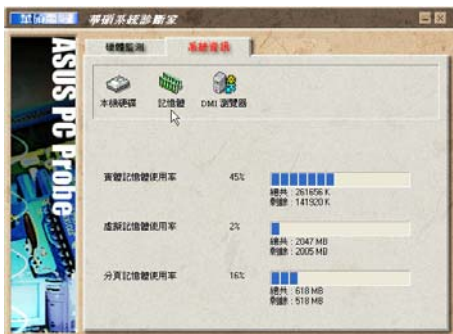 華碩系統診斷家
硬體監測 系統資訊
本機硬碟 記憶體 DMI 瀏覽器
ASUS PC Probe
實體記憶體使用率 45%
總共 : 261656 K
剩餘 : 141920 K
虛擬記憶體使用率 2%
總共 : 2047 MB
剩餘 : 2005 MB
分頁記憶體使用率 16%
總共 : 618 MB
剩餘 : 518 MB